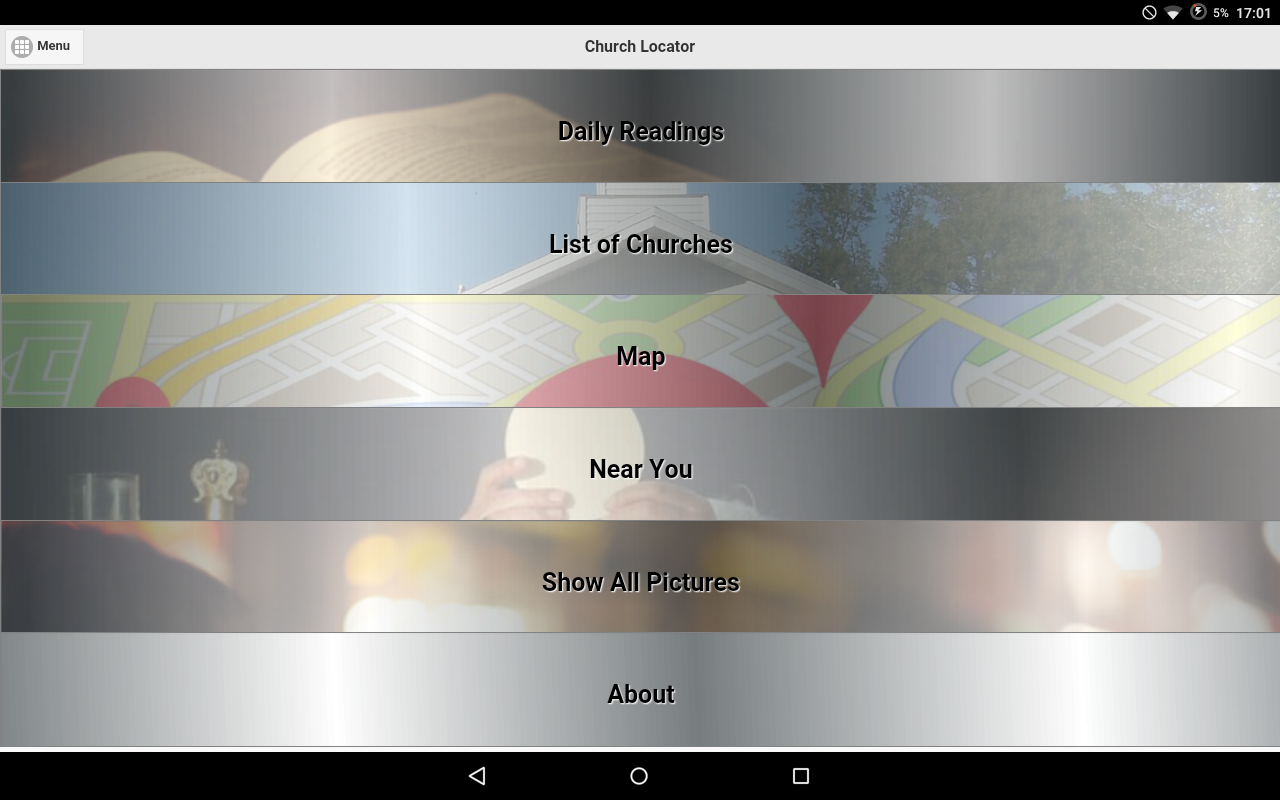 5% 17:01
Menu
Church Locator
Daily Readings
List of Churches
Map
Near You
Show All Pictures
About